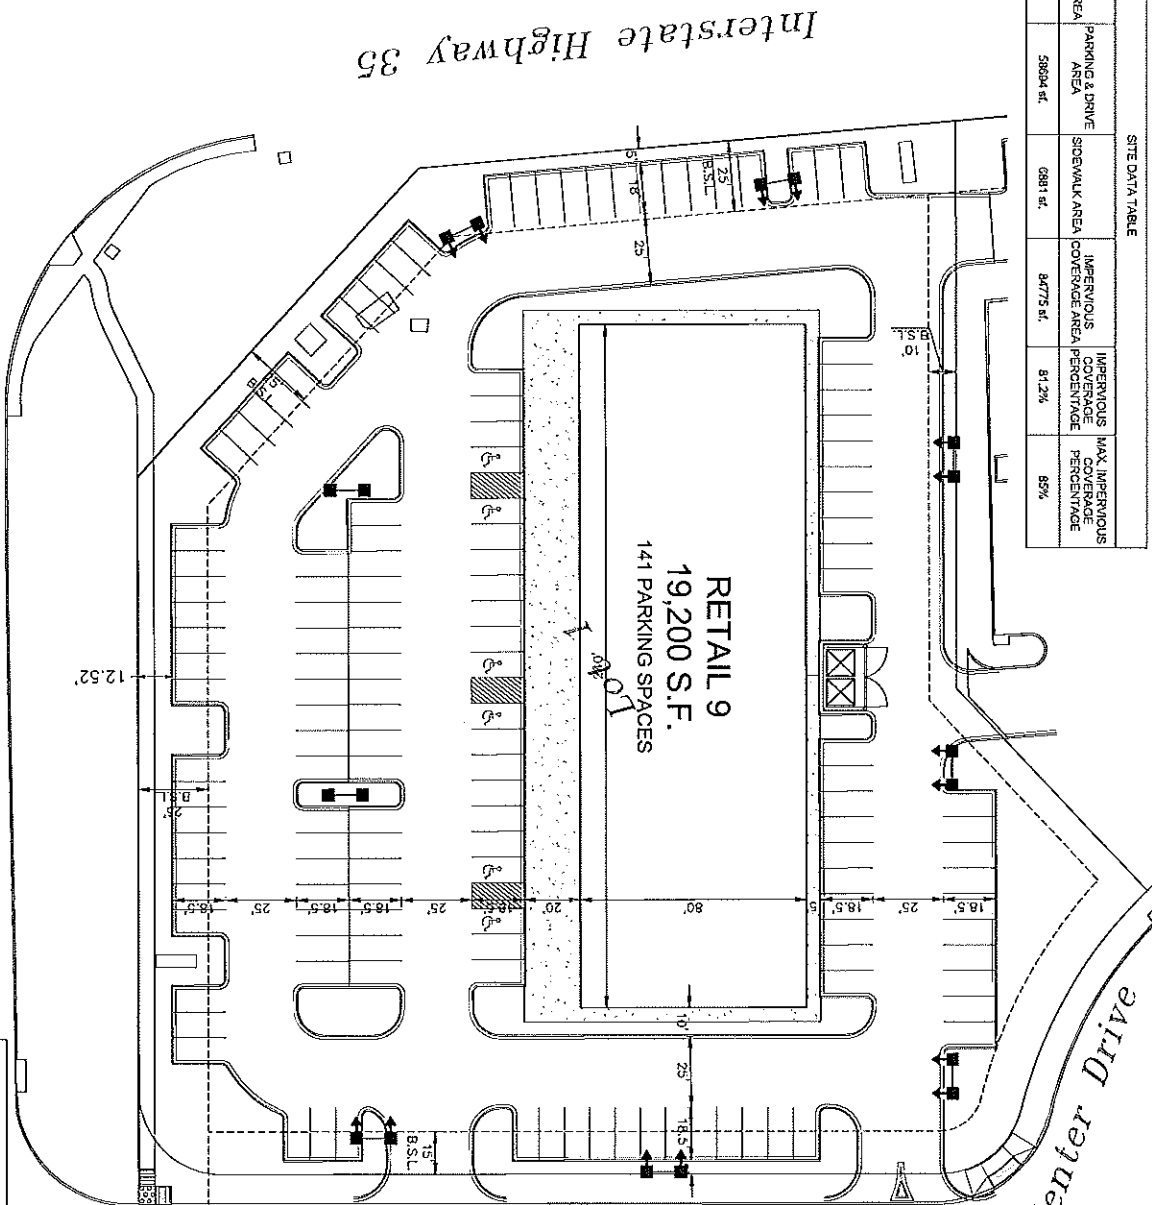 Interstate Highway 35
SITE DATA TABLE
REA
PARKING & DRIVE
AREA
SIDEWALK AREA
IMPERVIOUS
COVERAGE AREA
IMPERVIOUS
COVERAGE
PERCENTAGE
MAX. IMPERVIOUS
COVERAGE
PERCENTAGE
58694 sf.
6881 sf.
84775 sf.
81.2%
85%
5'
18'
25'
25'
B.S.L.
10'
B.S.L.
RETAIL 9
19,200 S.F.
141 PARKING SPACES
Lot 1
12.52'
25'
B.S.L.
18.5'
25'
18.5'
18.5'
25'
18.5'
20'
80'
5'
18.5'
25'
18.5'
10'
25'
18.5'
15'
B.S.L.
enter Drive